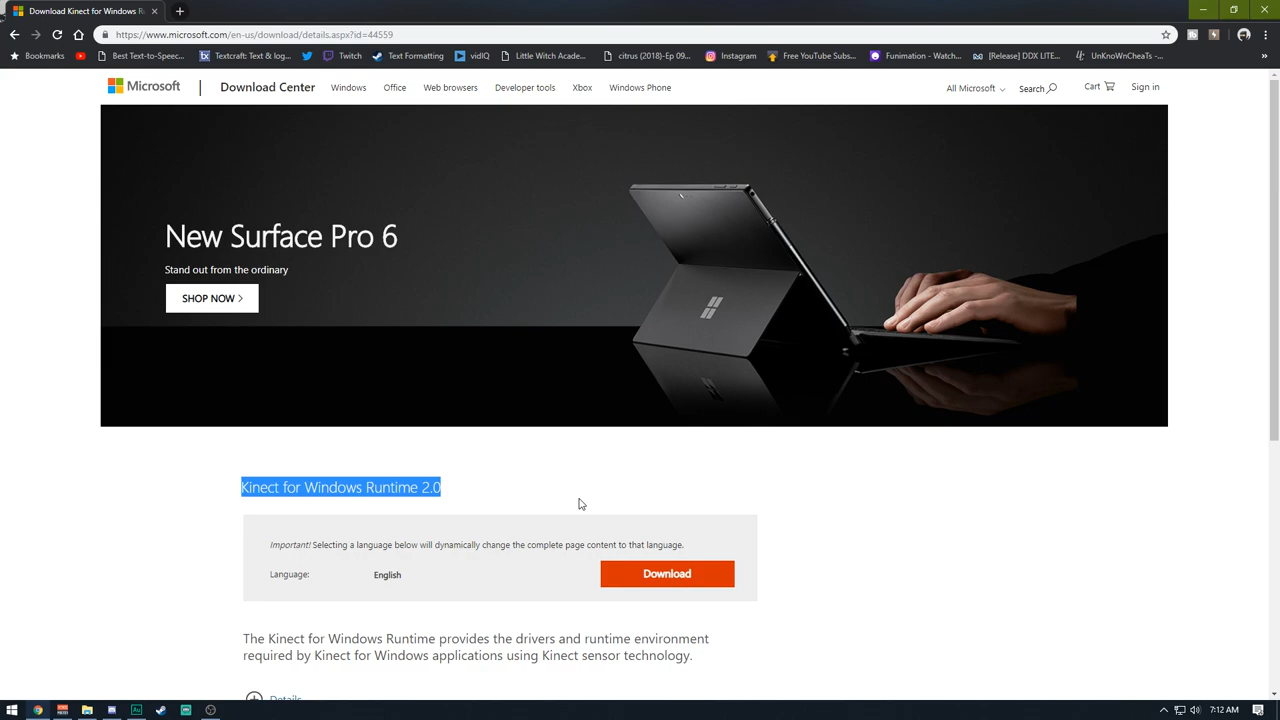 Download Kinect for Windows R
https://www.microsoft.com/en-us/download/details.aspx?id=44559
Bookmarks
Best Text-to-Speec...
Textcraft: Text & log...
Twitch
Text Formatting
vidIQ
Little Witch Acade...
citrus (2018)-Ep 09...
Instagram
Free YouTube Subs...
Funimation - Watch...
[Release] DDX LITE...
UnKnoWnCheaTs -...
»
Microsoft
Download Center
Windows
Office
Web browsers
Developer tools
Xbox
Windows Phone
All Microsoft
Search
Cart
Sign in
New Surface Pro 6
Stand out from the ordinary
SHOP NOW >
Kinect for Windows Runtime 2.0
Important! Selecting a language below will dynamically change the complete page content to that language.
Language:
English
Download
The Kinect for Windows Runtime provides the drivers and runtime environment
required by Kinect for Windows applications using Kinect sensor technology.
Details
Au
7:12 AM